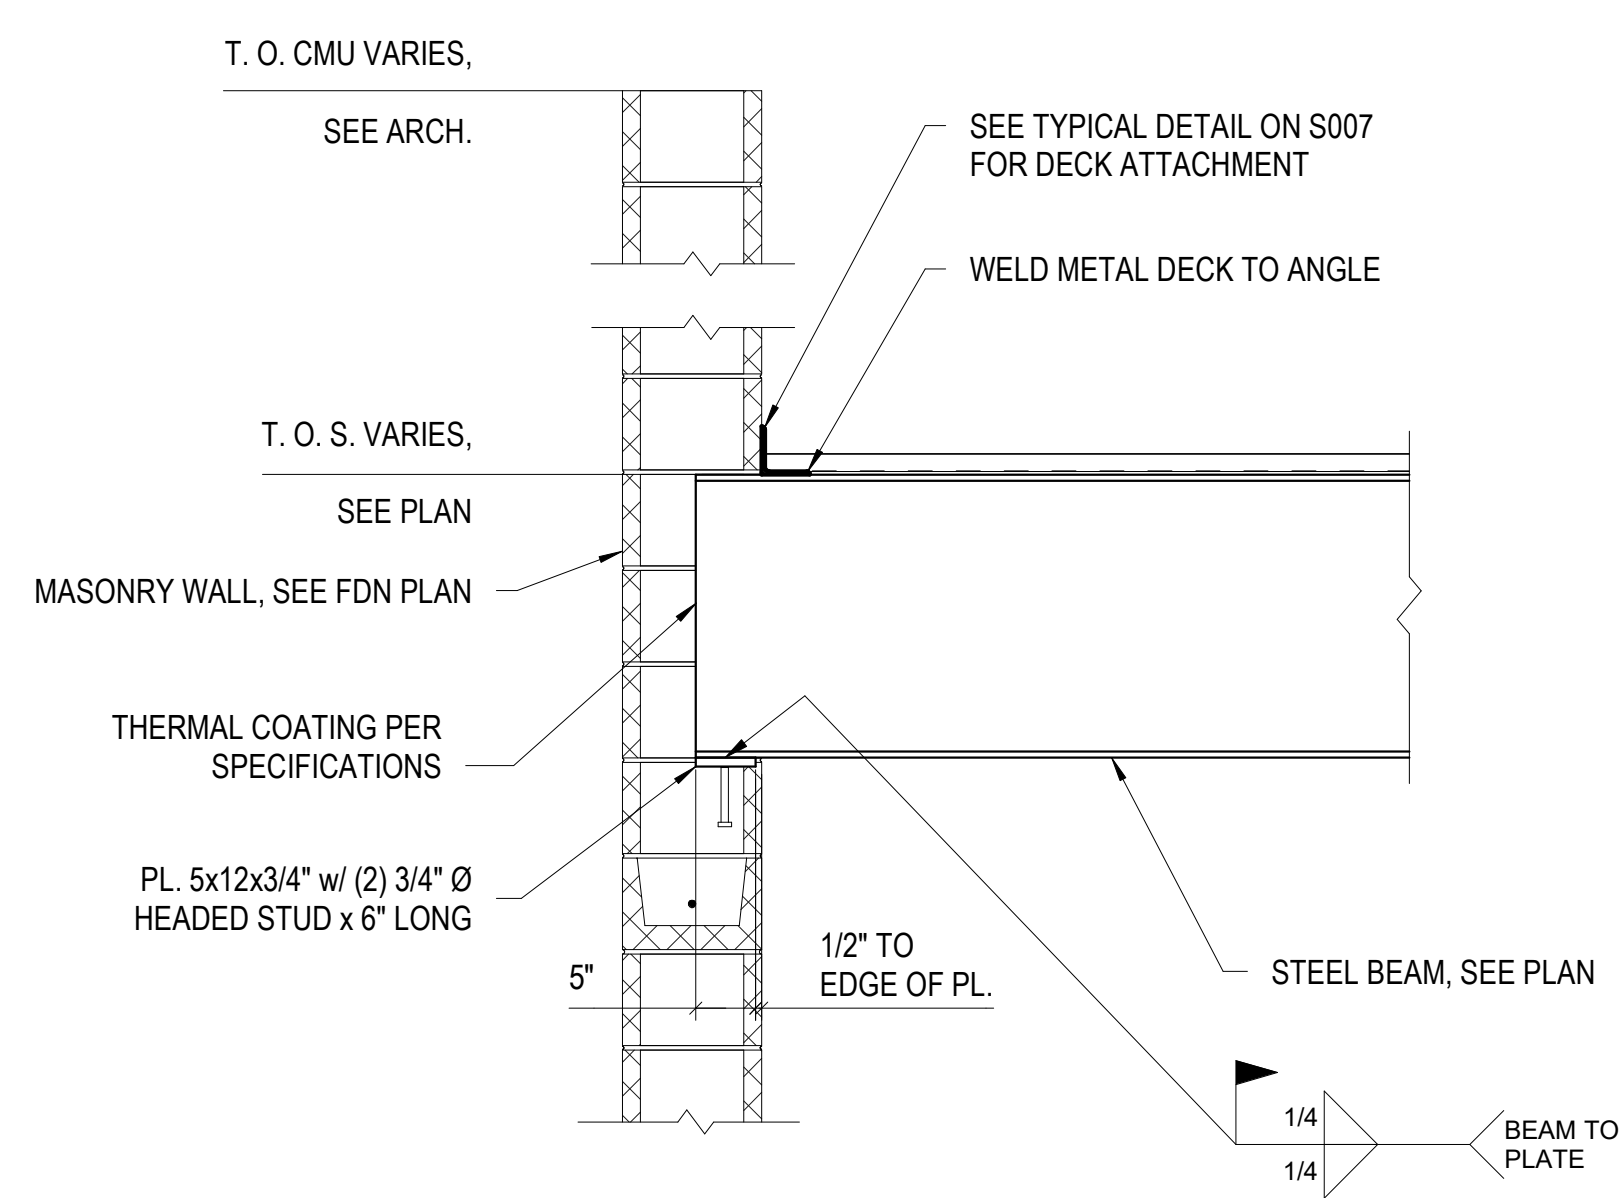 T. O. CMU VARIES,
SEE ARCH.
SEE TYPICAL DETAIL ON S007
FOR DECK ATTACHMENT
WELD METAL DECK TO ANGLE
T. O. S. VARIES,
SEE PLAN
MASONRY WALL, SEE FDN PLAN
THERMAL COATING PER
SPECIFICATIONS
PL. 5x12x3/4" w/ (2) 3/4" Ø
HEADED STUD x 6" LONG
5"
1/2" TO
EDGE OF PL.
STEEL BEAM, SEE PLAN
1/4
1/4
BEAM TO
PLATE